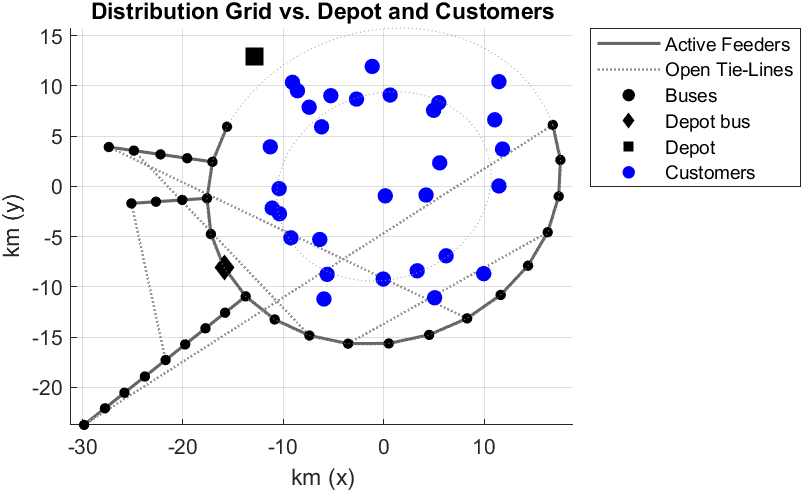 Distribution Grid vs. Depot and Customers
15
10
5
0
-5
-10
-15
-20
km (y)
-30
-20
-10
0
10
km (x)
Active Feeders
Open Tie-Lines
Buses
Depot bus
Depot
Customers